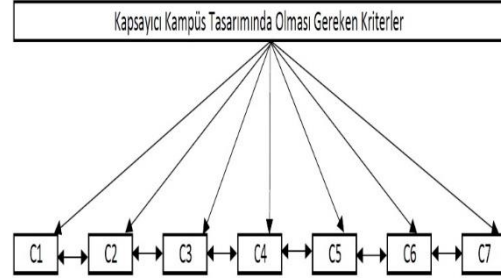 Kapsayıcı Kampüs Tasarımında Olması Gereken Kriterler
C1 C2 C3 C4 C5 C6 C7